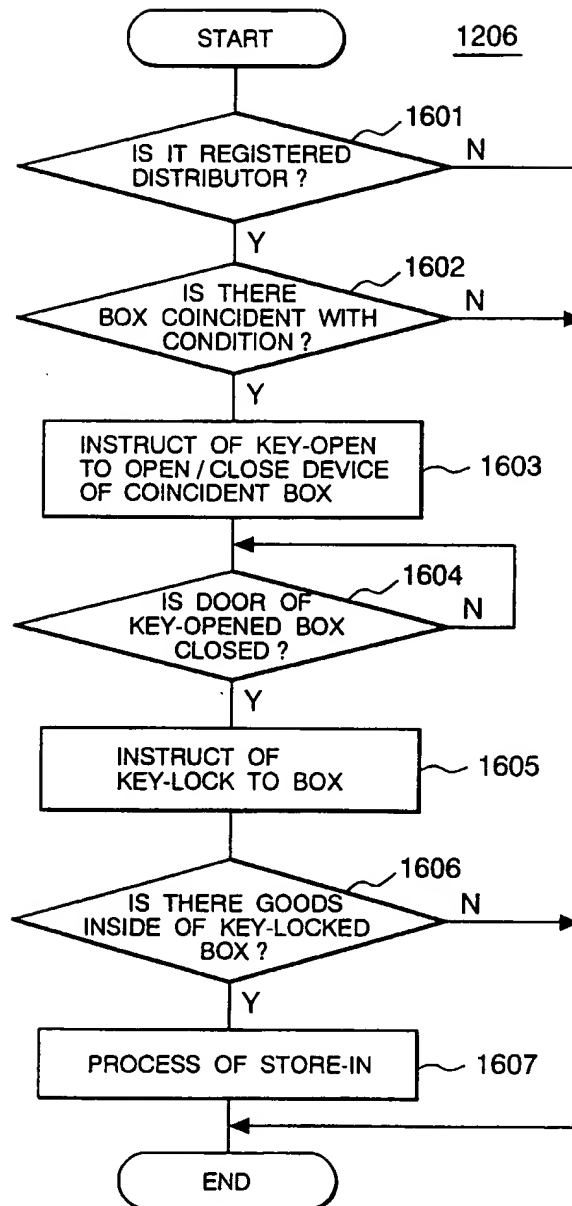 START
1206
1601
IS IT REGISTERED
DISTRIBUTOR ?
N
Y
1602
IS THERE
BOX COINCIDENT WITH
CONDITION ?
N
Y
INSTRUCT OF KEY-OPEN
TO OPEN / CLOSE DEVICE
OF COINCIDENT BOX
1603
1604
IS DOOR OF
KEY-OPENED BOX
CLOSED ?
N
Y
INSTRUCT OF
KEY-LOCK TO BOX
1605
1606
IS THERE GOODS
INSIDE OF KEY-LOCKED
BOX ?
N
Y
PROCESS OF STORE-IN
1607
END